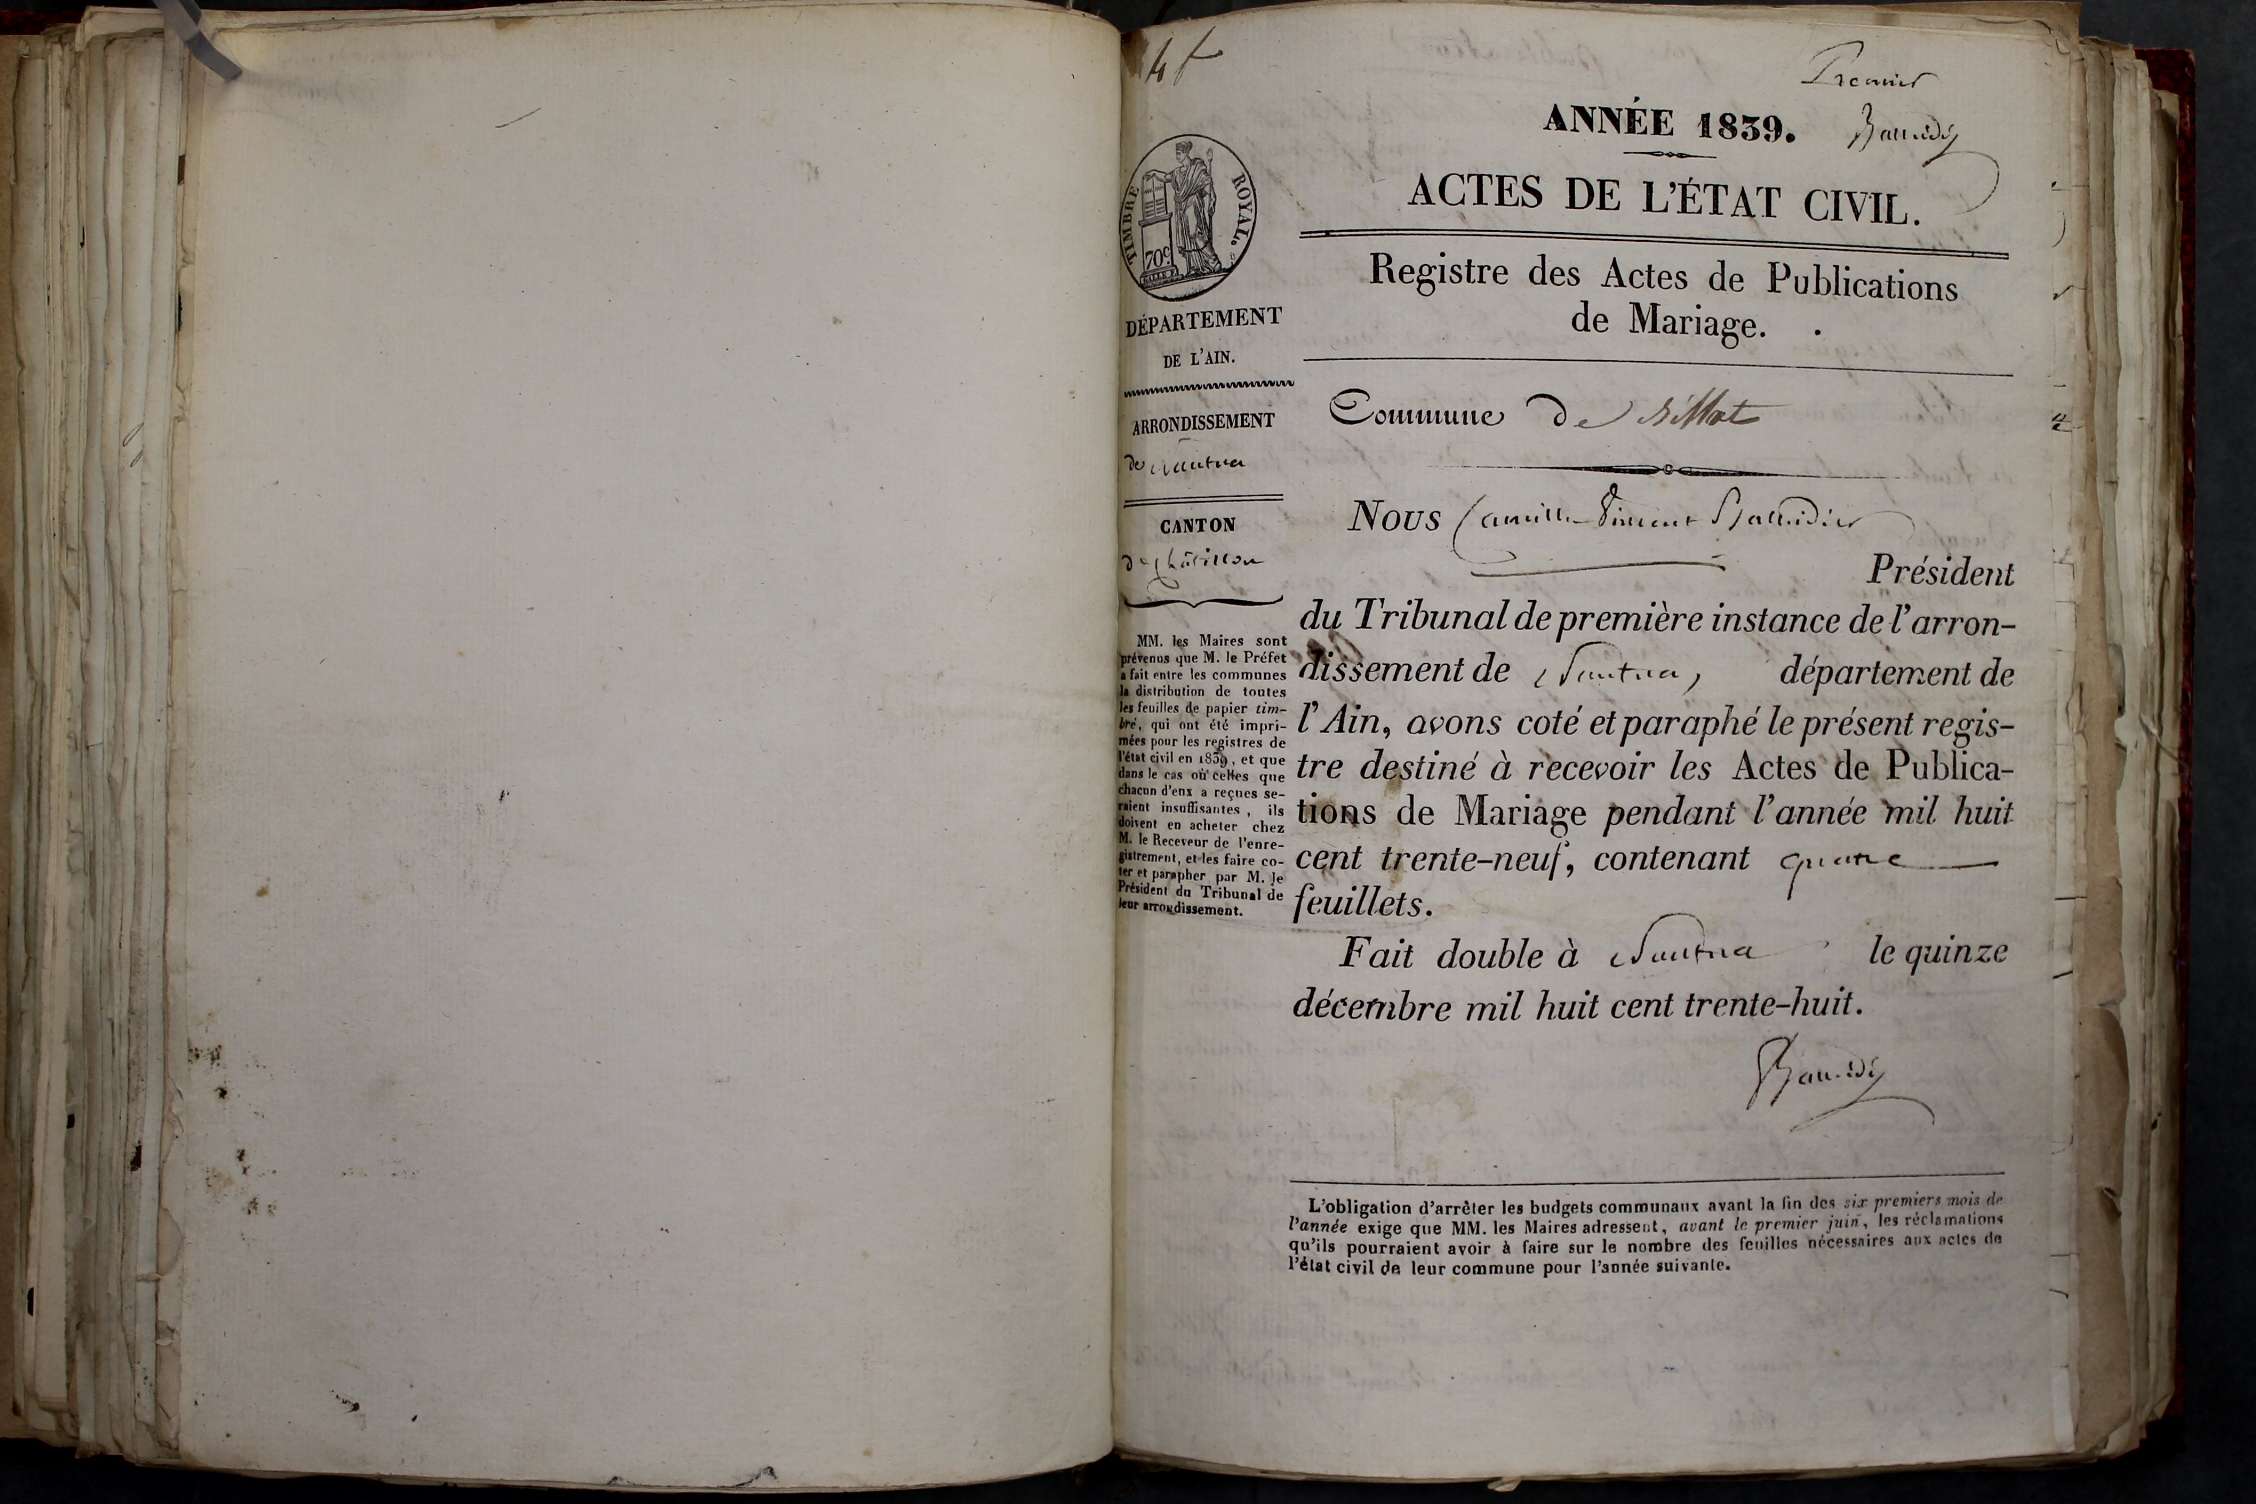 4 f
Premier
ANNÉE 1839.
ACTES DE L'ÉTAT CIVIL.
Registre des Actes de Publications
de Mariage.
TIMBRE ROYAL.
70c
DÉPARTEMENT
DE L'AIN.
ARRONDISSEMENT
de Nantua
CANTON
de Châtillon
MM. les Maires sont
prévenus que M. le Préfet
a fait entre les communes
la distribution de toutes
les feuilles de papier tim-
bré, qui ont été impri-
mées pour les registres de
l'état civil en 1839, et que
dans le cas où celles que
chacun d'enx a reçues se-
raient insuffisantes, ils
doivent en acheter chez
M. le Receveur de l'enre-
gistrement, et les faire co-
ter et parapher par M. le
Président du Tribunal de
leur arrondissement.
Commune de Billiat
Nous Camille Vincent
Président
du Tribunal de première instance de l'arron-
dissement de Nantua, département de
l'Ain, avons coté et paraphé le présent regis-
tre destiné à recevoir les Actes de Publica-
tions de Mariage pendant l'année mil huit
cent trente-neuf, contenant quatre
feuillets.
Fait double à Nantua le quinze
décembre mil huit cent trente-huit.
L'obligation d'arrêter les budgets communaux avant la fin des six premiers mois de
l'année exige que MM. les Maires adressent, avant le premier juin, les réclamations
qu'ils pourraient avoir à faire sur le nombre des feuilles nécessaires aux actes de
l'état civil de leur commune pour l'année suivante.